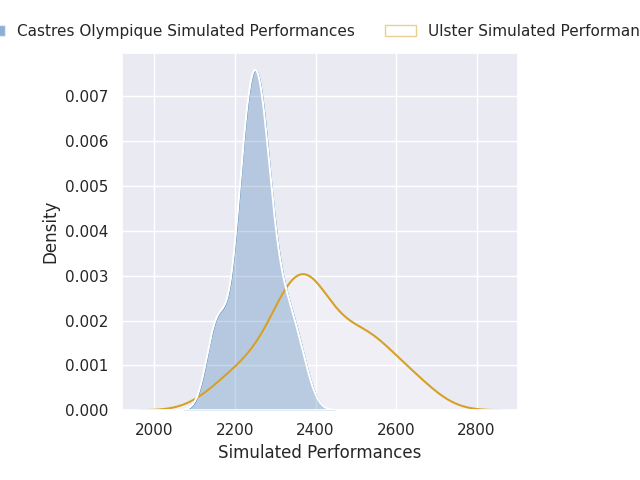 Castres Olympique Simulated Performances
Ulster Simulated Performan
0.007
0.006
0.005
0.004
0.003
0.002
0.001
0.000
Density
2000 2200 2400 2600 2800
Simulated Performances